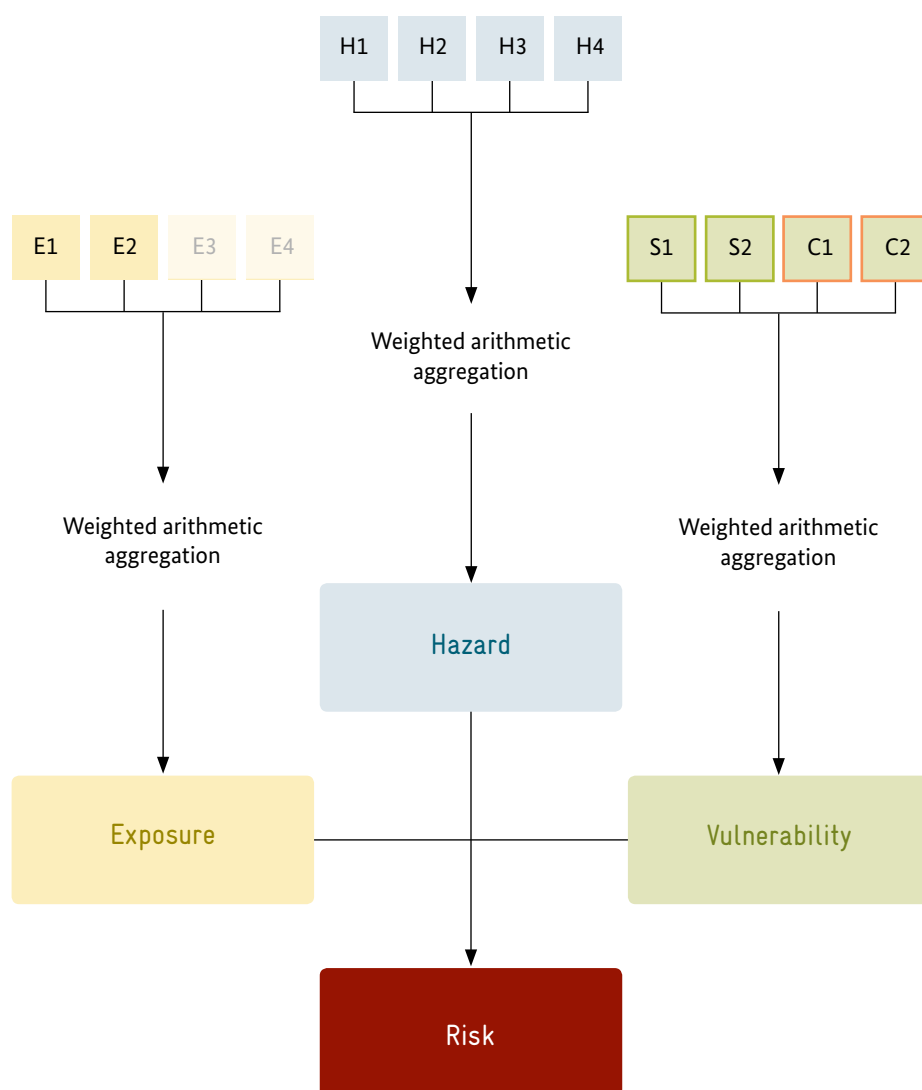 H1 H2 H3 H4
E1 E2 E3 E4
S1 S2 C1 C2
Weighted arithmetic
aggregation
Weighted arithmetic
aggregation
Weighted arithmetic
aggregation
Hazard
Exposure
Vulnerability
Risk